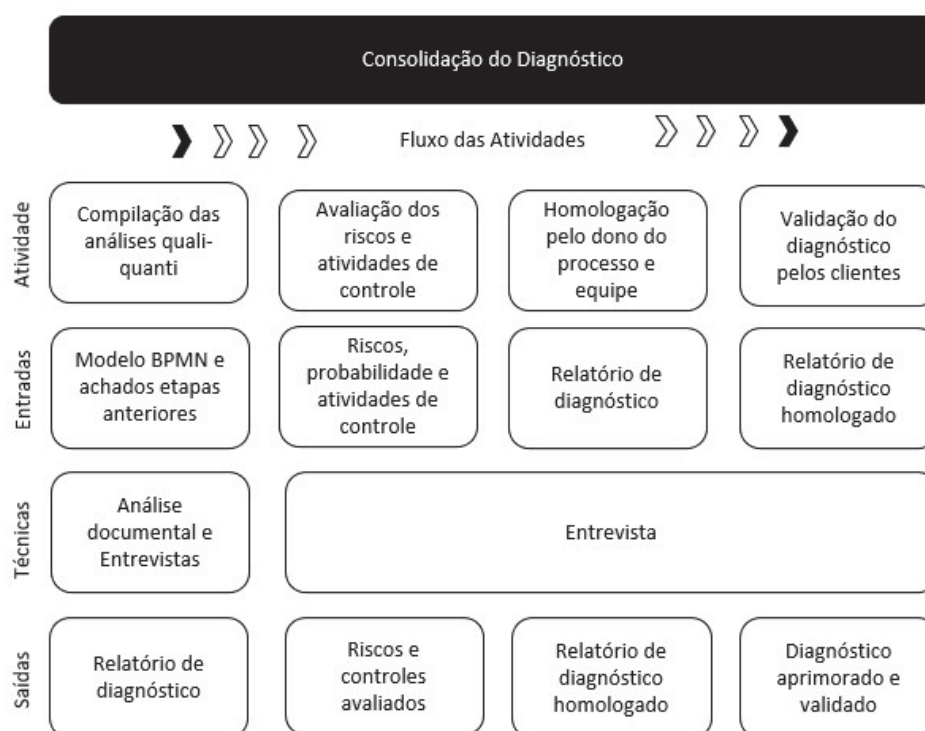 Consolidação do Diagnóstico
Fluxo das Atividades
Atividade
Compilação das
análises quali-
quanti
Avaliação dos
riscos e
atividades de
controle
Homologação
pelo dono do
processo e
equipe
Validação do
diagnóstico
pelos clientes
Entradas
Modelo BPMN e
achados etapas
anteriores
Riscos,
probabilidade e
atividades de
controle
Relatório de
diagnóstico
Relatório de
diagnóstico
homologado
Técnicas
Análise
documental e
Entrevistas
Entrevista
Saídas
Relatório de
diagnóstico
Riscos e
controles
avaliados
Relatório de
diagnóstico
homologado
Diagnóstico
aprimorado e
validado